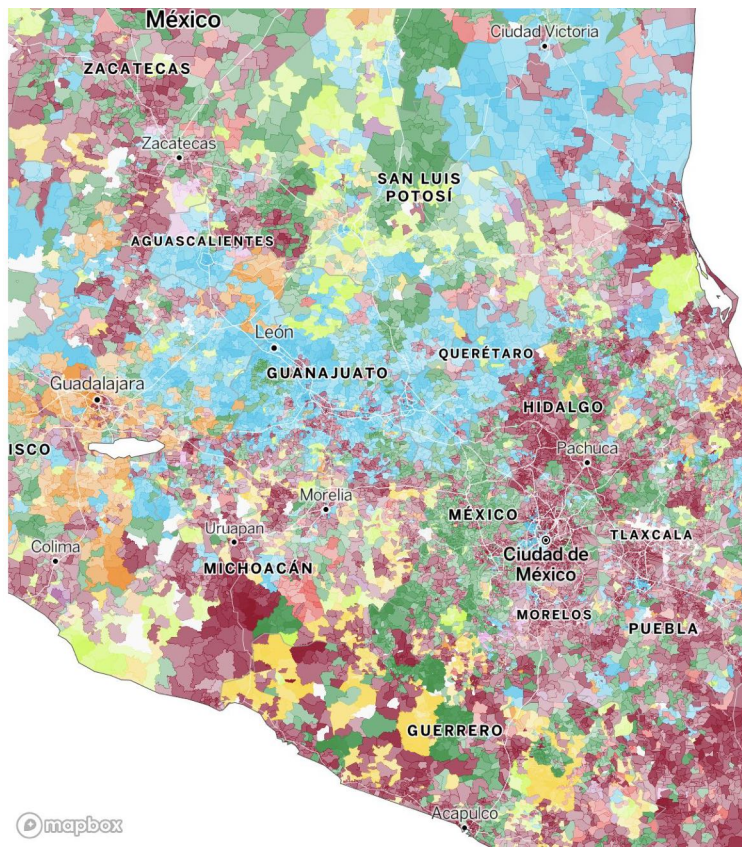 México
Ciudad Victoria
ZACATECAS
Zacatecas
SAN LUIS
POTOSÍ
AGUASCALIENTES
León
QUERÉTARO
GUANAJUATO
Guadalajara
HIDALGO
ISCO
Pachuca
Morelia
MÉXICO
Uruapan
TLAXCALA
Colima
Ciudad de
México
MICHOACÁN
MORELOS
PUEBLA
GUERRERO
Acapulco
mapbox